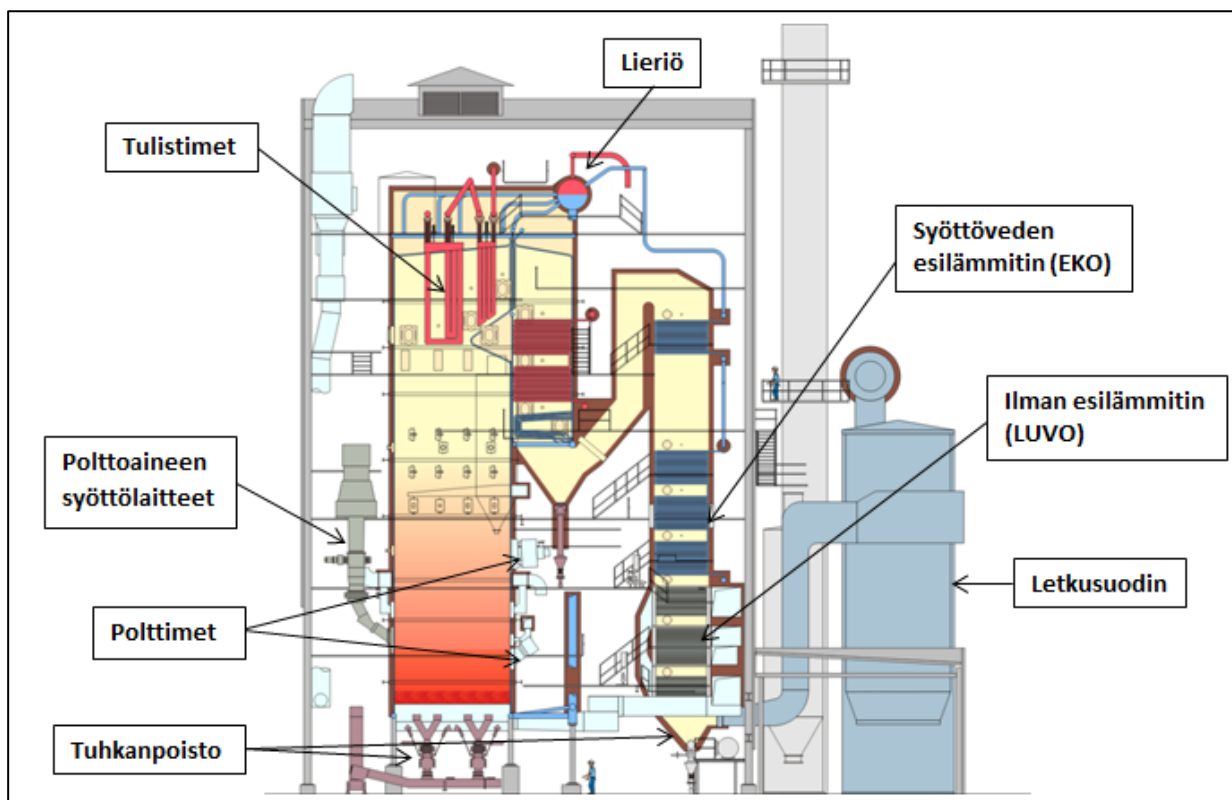 Lieriö
Tulistimet
Syöttöveden
esilämmitin (EKO)
Ilman esilämmitin
(LUVO)
Polttoaineen
syöttölaitteet
Letkusuodin
Polttimet
Tuhkanpoisto